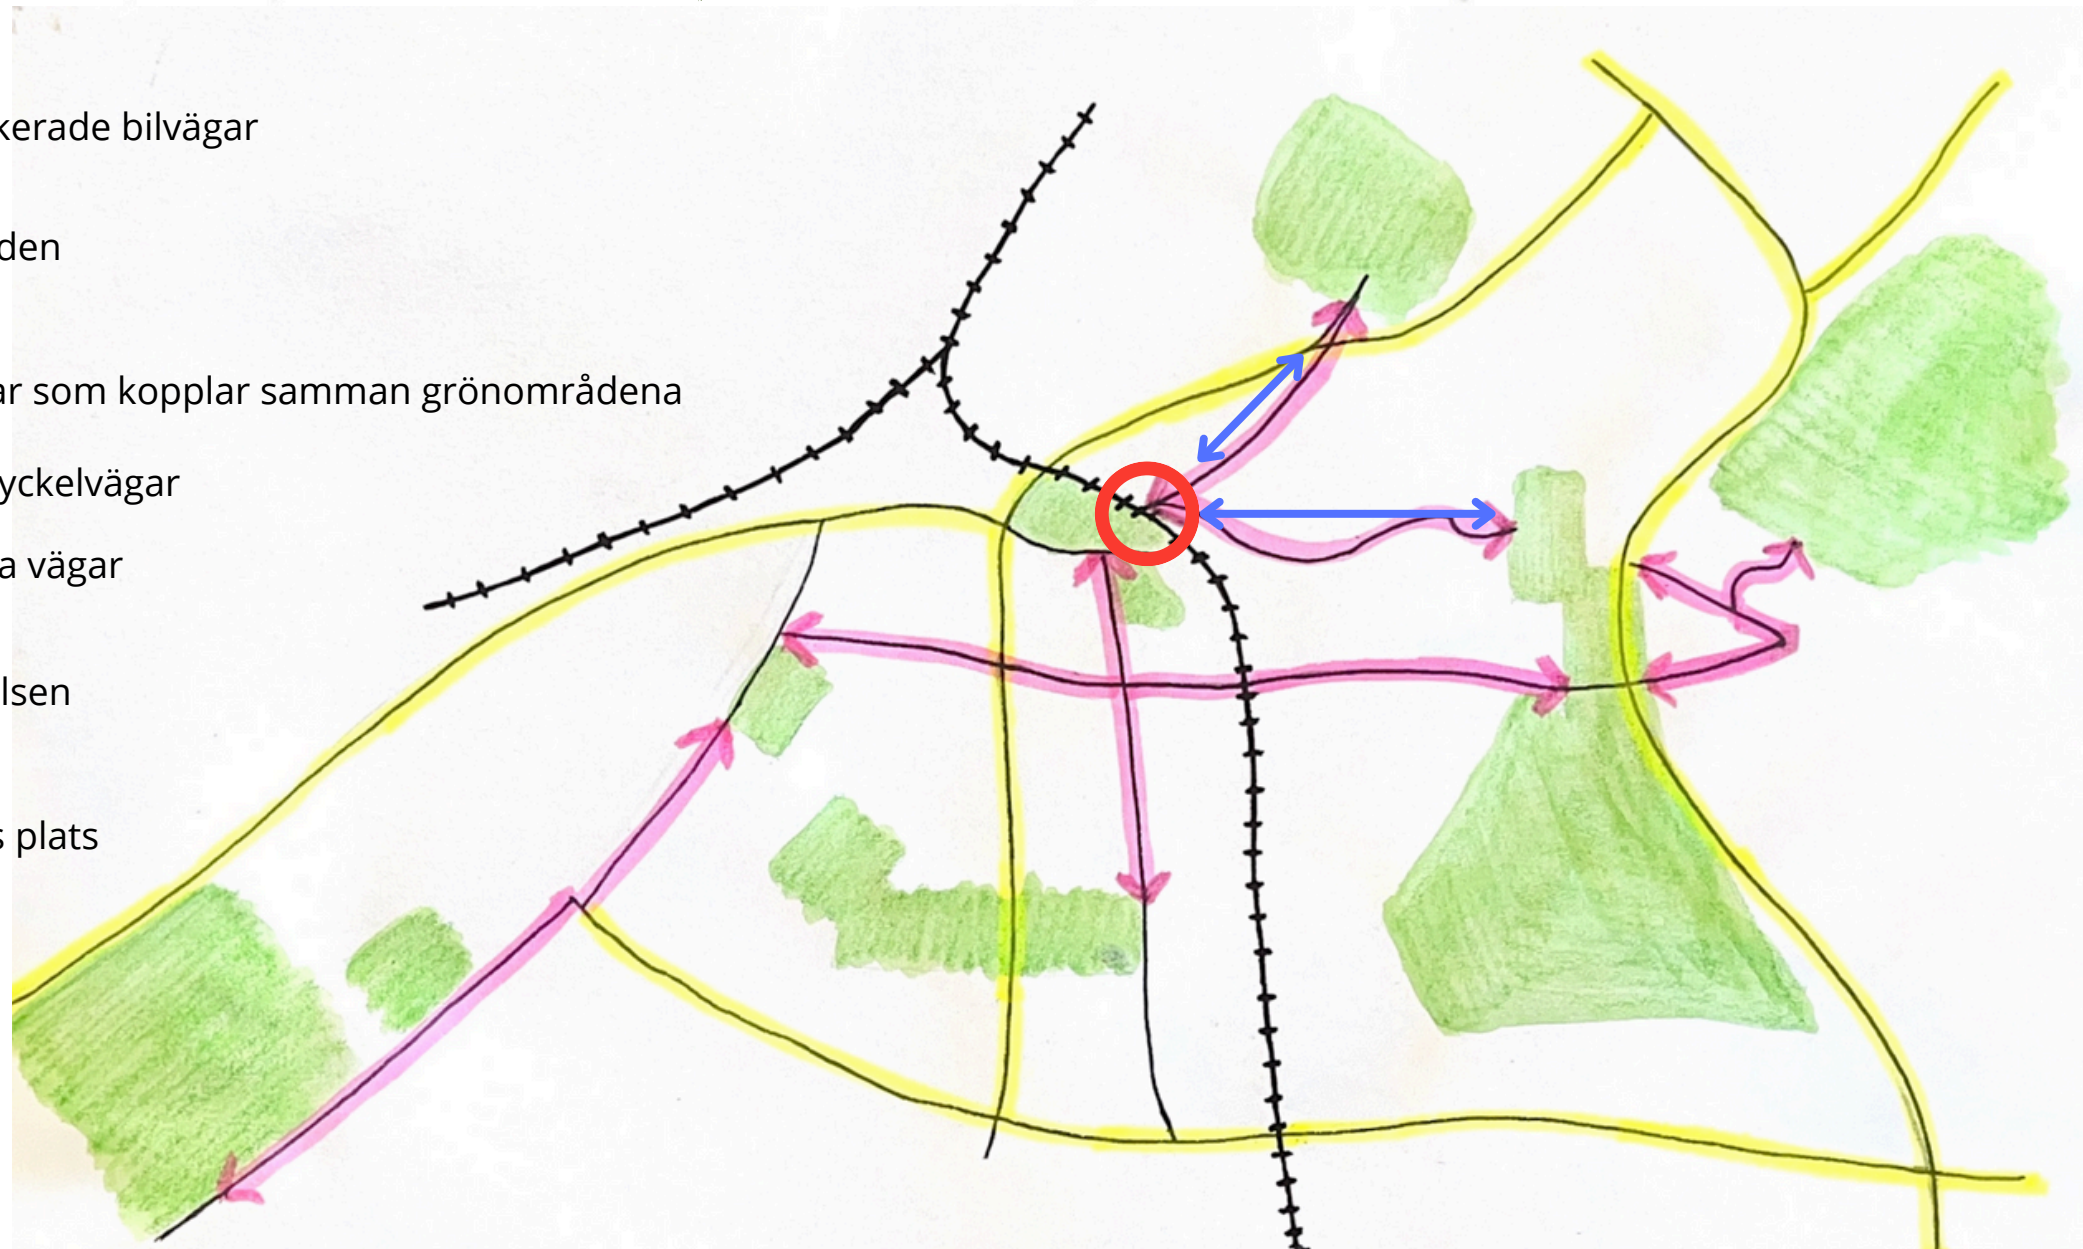 kerade bilvägar
den
ar som kopplar samman grönområdena
yckelvägar
a vägar
lsen
s plats